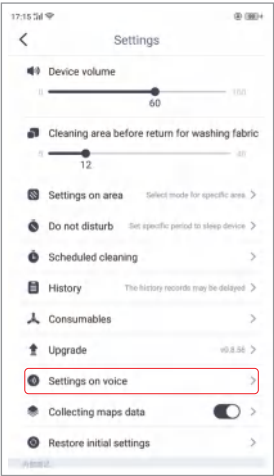 17:15
Settings
Device volume
0 100
60
Cleaning area before return for washing fabric
0 40
12
Settings on area Select mode for specific area
Do not disturb Set specific period to sleep device
Scheduled cleaning
History The history records may be delayed
Consumables
Upgrade v0.8.56
Settings on voice
Collecting maps data
Restore initial settings